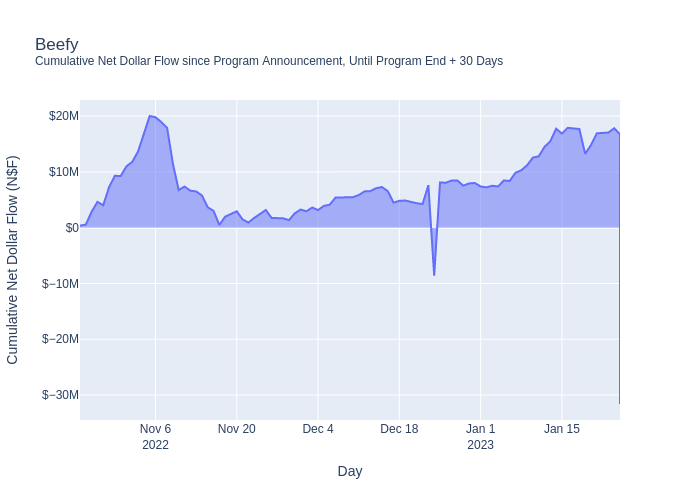 Beefy
Cumulative Net Dollar Flow since Program Announcement, Until Program End + 30 Days
Cumulative Net Dollar Flow (N$F)
$20M
$10M
$0
$−10M
$−20M
$−30M
Nov 6
2022
Nov 20
Dec 4
Dec 18
Jan 1
2023
Jan 15
Day